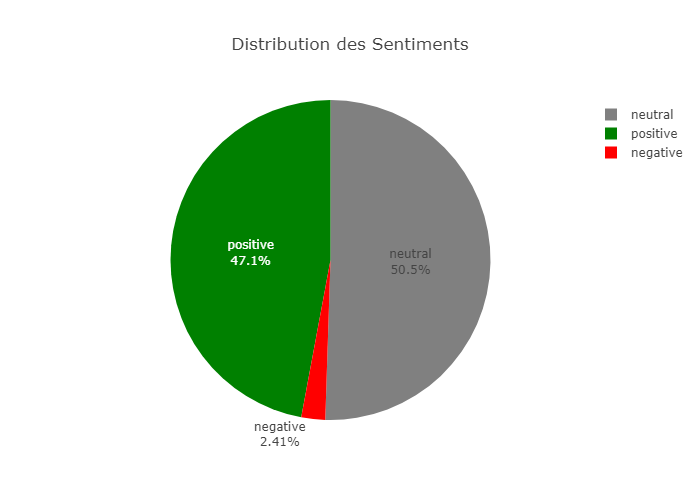 Distribution des Sentiments
neutral
positive
negative
positive
47.1%
neutral
50.5%
negative
2.41%